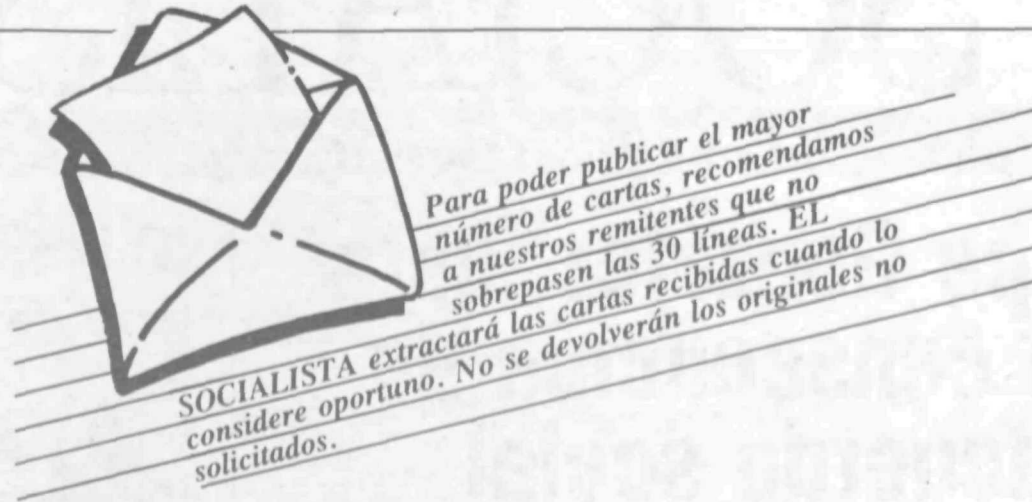 Para poder publicar el mayor
número de cartas, recomendamos
a nuestros remitentes que no
sobrepasen las 30 líneas. EL
SOCIALISTA extractará las cartas recibidas cuando lo
considere oportuno. No se devolverán los originales no
solicitados.